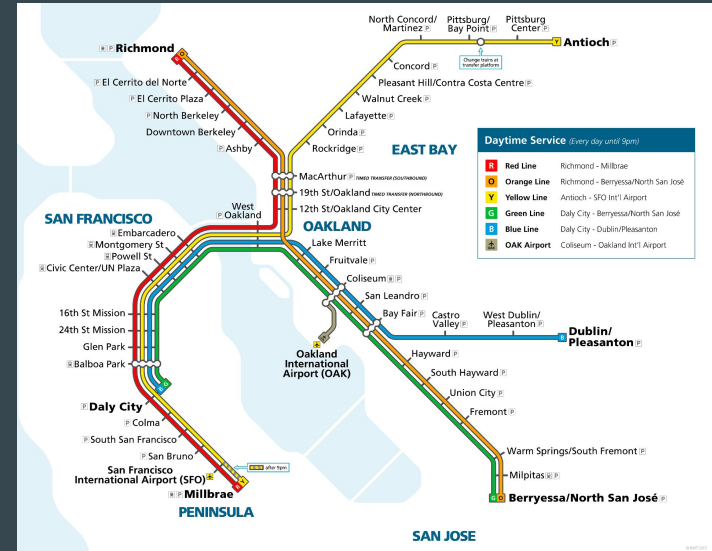 North Concord/
Martinez P
Pittsburg/
Bay Point P
Pittsburg
Center P
Y
Antioch P
Change trains at
transfer platform
Richmond P
R
O
P El Cerrito del Norte
P El Cerrito Plaza
P North Berkeley
Downtown Berkeley
P Ashby
Concord P
Pleasant Hill/Contra Costa Centre P
Walnut Creek P
Lafayette P
Orinda P
Rockridge P
EAST BAY
Daytime Service (Every day until 9pm)
R Red Line Richmond - Millbrae
O Orange Line Richmond - Berryessa/North San José
Y Yellow Line Antioch - SFO Int'l Airport
G Green Line Daly City - Berryessa/North San José
B Blue Line Daly City - Dublin/Pleasanton
OAK Airport Coliseum - Oakland Int'l Airport
MacArthur P TIMED TRANSFER (SOUTHBOUND)
19th St/Oakland TIMED TRANSFER (NORTHBOUND)
12th St/Oakland City Center
West
P Oakland
SAN FRANCISCO
OAKLAND
Embarcadero
Montgomery St
Powell St
Civic Center/UN Plaza
Lake Merritt
Fruitvale P
Coliseum P
San Leandro P
Bay Fair P
Castro
Valley P
West Dublin/
Pleasanton P
B
Dublin/
Pleasanton P
16th St Mission
24th St Mission
Glen Park
Balboa Park
B
G
Oakland
International
Airport (OAK)
Hayward P
South Hayward P
Union City P
Fremont P
P Daly City
P Colma
P South San Francisco
P San Bruno
San Francisco
International Airport (SFO)
after 9pm
Y
R
P Millbrae
PENINSULA
Warm Springs/South Fremont P
Milpitas P
G
O
Berryessa/North San José P
SAN JOSE